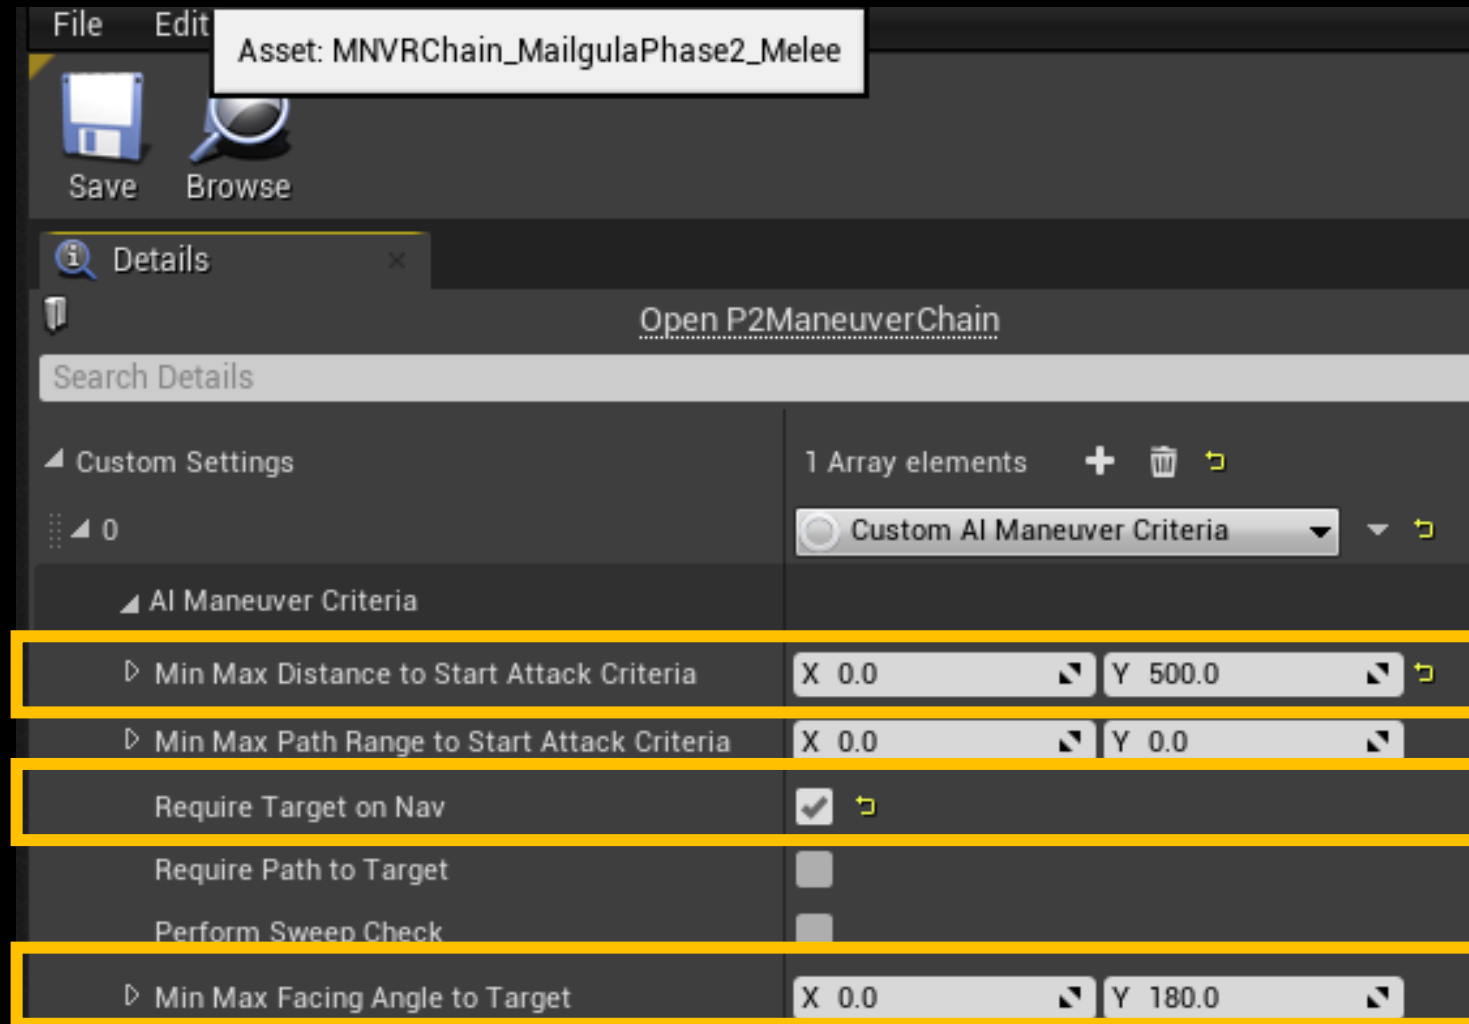 File Edit
Asset: MNVRChain_MailgulaPhase2_Melee
Save Browse
Details
Open P2ManeuverChain
Search Details
Custom Settings 1 Array elements
0 Custom AI Maneuver Criteria
AI Maneuver Criteria
Min Max Distance to Start Attack Criteria X 0.0 Y 500.0
Min Max Path Range to Start Attack Criteria X 0.0 Y 0.0
Require Target on Nav
Require Path to Target
Perform Sweep Check
Min Max Facing Angle to Target X 0.0 Y 180.0